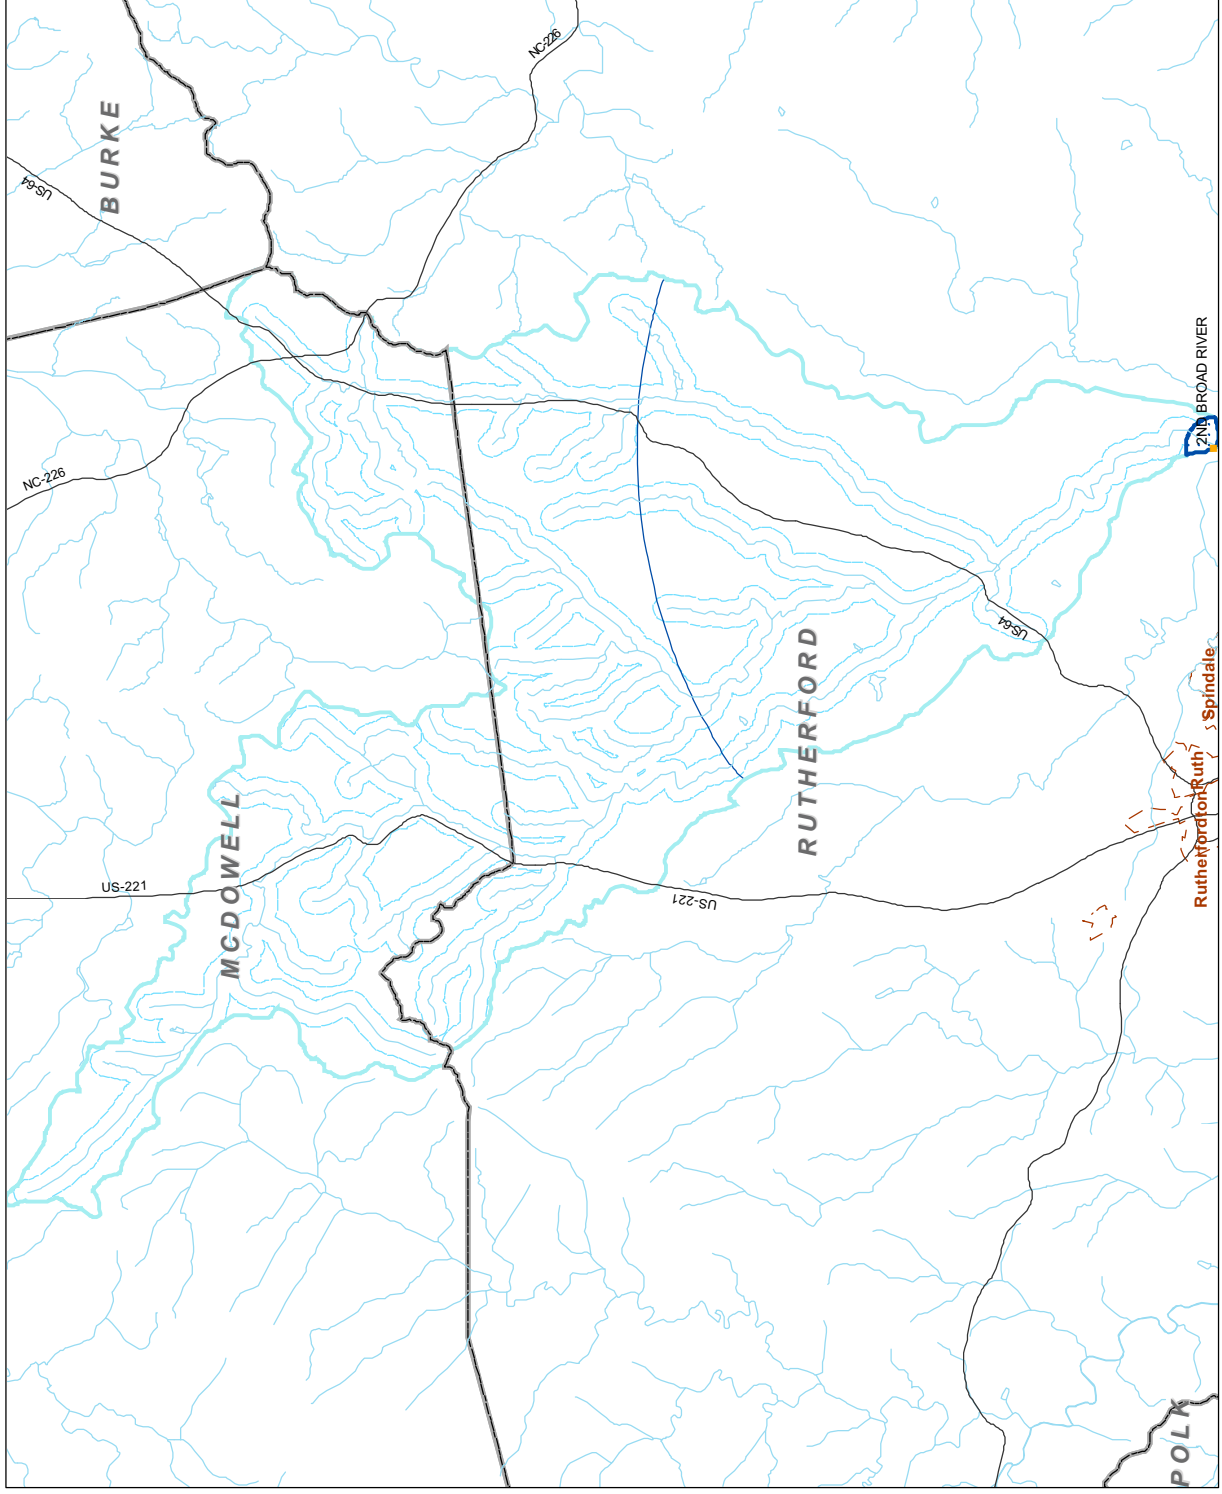 NC-226
US-64
BURKE
NC-226
2ND BROAD RIVER
US-64
RUTHERFORD
Spindale
Ruth
Rutherfordton
MCDOWELL
US-221
US-221
POLK